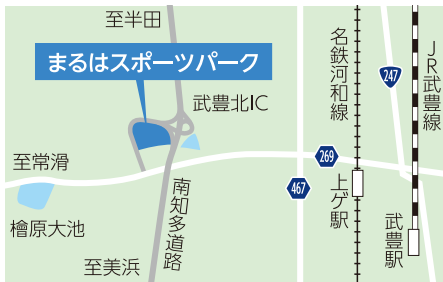 至半田
まるはスポーツパーク
武豊北IC
名鉄河和線
247
JR武豊線
至常滑
269
467
上ゲ駅
武豊駅
檜原大池
南知多道路
至美浜